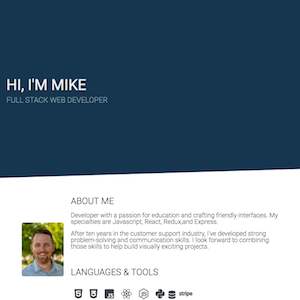 HI, I'M MIKE
FULL STACK WEB DEVELOPER
ABOUT ME
Developer with a passion for education and crafting friendly interfaces. My
specialties are Javascript, React, Redux,and Express.
After ten years in the customer support industry, I've developed strong
problem-solving and communication skills. I look forward to combining
those skills to help build visually exciting projects.
LANGUAGES & TOOLS
stripe